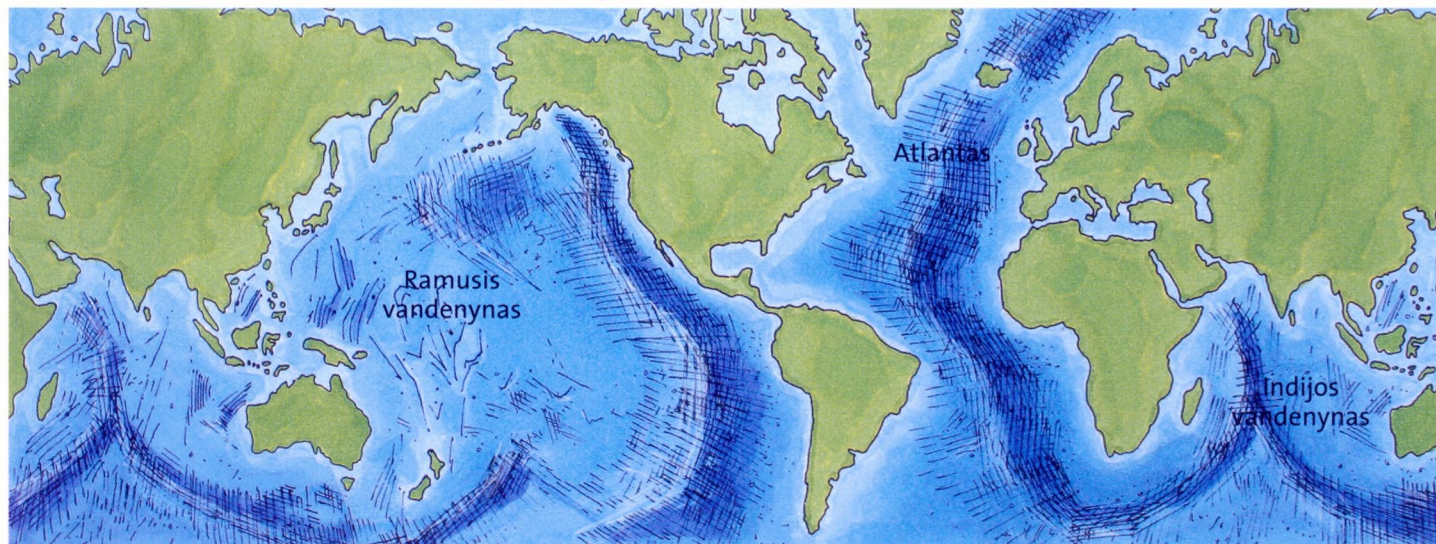 Ramusis
vandenynas
Atlantas
Indijos
vandenynas